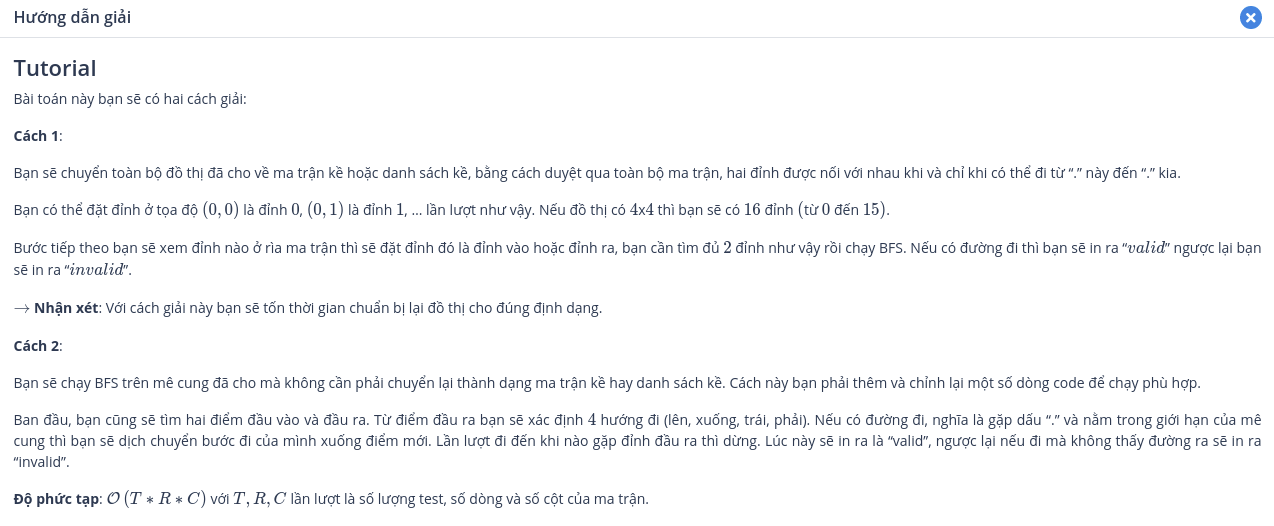 Hướng dẫn giải
Tutorial
Bài toán này bạn sẽ có hai cách giải:
Cách 1:
Bạn sẽ chuyển toàn bộ đồ thị đã cho về ma trận kề hoặc danh sách kề, bằng cách duyệt qua toàn bộ ma trận, hai đỉnh được nối với nhau khi và chỉ khi có thể đi từ “.” này đến “.” kia.
Bạn có thể đặt đỉnh ở tọa độ (0, 0) là đỉnh 0, (0, 1) là đỉnh 1, ... lần lượt như vậy. Nếu đồ thị có 4x4 thì bạn sẽ có 16 đỉnh (từ 0 đến 15).
Bước tiếp theo bạn sẽ xem đỉnh nào ở rìa ma trận thì sẽ đặt đỉnh đó là đỉnh vào hoặc đỉnh ra, bạn cần tìm đủ 2 đỉnh như vậy rồi chạy BFS. Nếu có đường đi thì bạn sẽ in ra “valid” ngược lại bạn
sẽ in ra “invalid”.
→ Nhận xét: Với cách giải này bạn sẽ tốn thời gian chuẩn bị lại đồ thị cho đúng định dạng.
Cách 2:
Bạn sẽ chạy BFS trên mê cung đã cho mà không cần phải chuyển lại thành dạng ma trận kề hay danh sách kề. Cách này bạn phải thêm và chỉnh lại một số dòng code để chạy phù hợp.
Ban đầu, bạn cũng sẽ tìm hai điểm đầu vào và đầu ra. Từ điểm đầu ra bạn sẽ xác định 4 hướng đi (lên, xuống, trái, phải). Nếu có đường đi, nghĩa là gặp dấu “.” và nằm trong giới hạn của mê
cung thì bạn sẽ dịch chuyển bước đi của mình xuống điểm mới. Lần lượt đi đến khi nào gặp đỉnh đầu ra thì dừng. Lúc này sẽ in ra là “valid”, ngược lại nếu đi mà không thấy đường ra sẽ in ra
“invalid”.
Độ phức tạp: O (T * R * C) với T, R, C lần lượt là số lượng test, số dòng và số cột của ma trận.